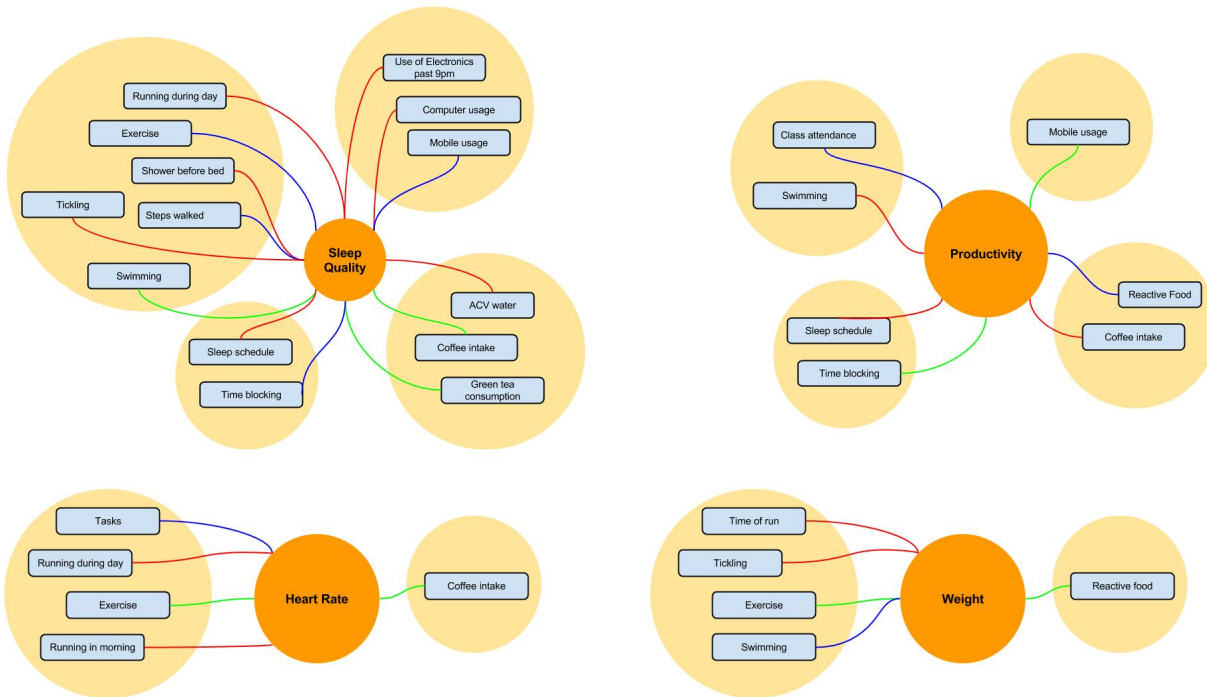 Use of Electronics
past 9pm
Running during day
Computer usage
Exercise
Mobile usage
Shower before bed
Tickling
Steps walked
Sleep
Quality
Swimming
ACV water
Sleep schedule
Coffee intake
Time blocking
Green tea
consumption
Class attendance
Mobile usage
Swimming
Productivity
Reactive Food
Sleep schedule
Coffee intake
Time blocking
Tasks
Running during day
Exercise
Running in morning
Heart Rate
Coffee intake
Time of run
Tickling
Exercise
Swimming
Weight
Reactive food